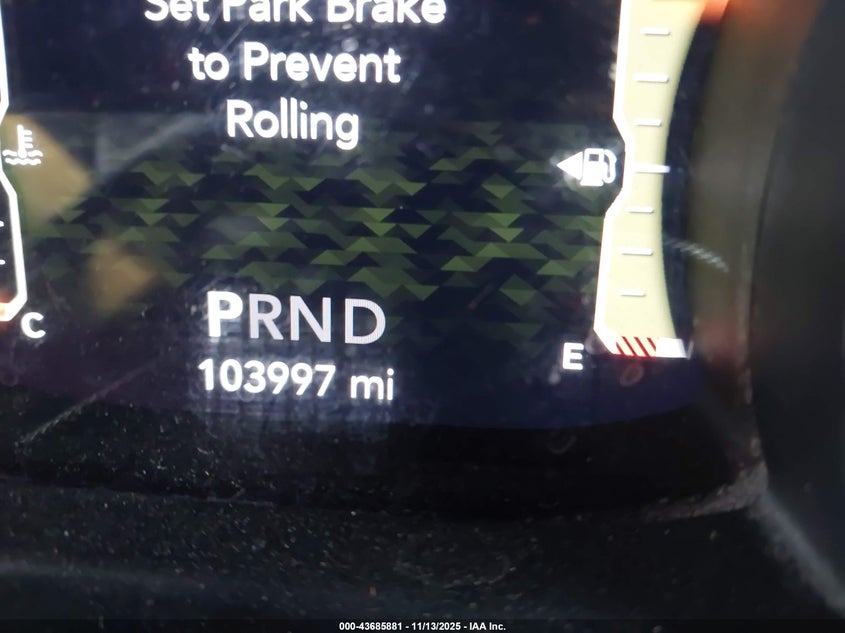 Set Park Brake
to Prevent
Rolling
C
E
PRND
103997 mi
000-43685881 - 11/13/2025 - IAA Inc.